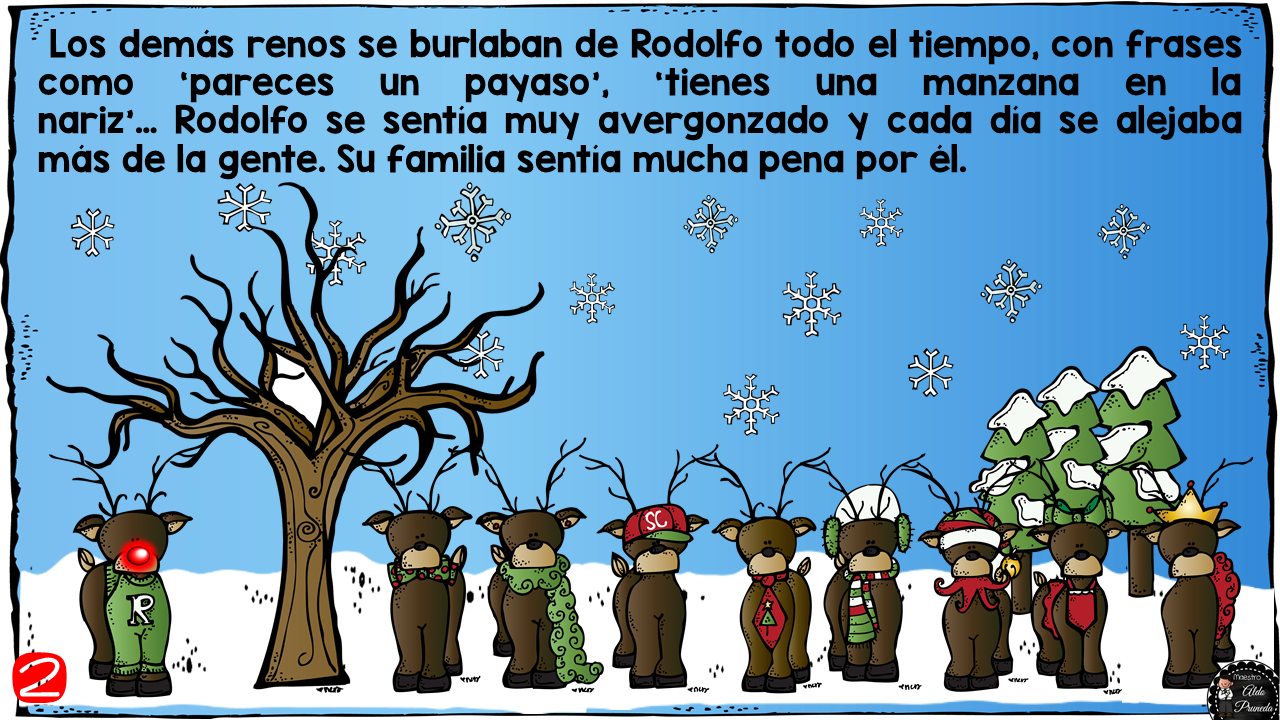 Los demás renos se burlaban de Rodolfo todo el tiempo, con frases
como ‘pareces un payaso’, ‘tienes una manzana en la
nariz’... Rodolfo se sentía muy avergonzado y cada día se alejaba
más de la gente. Su familia sentía mucha pena por él.
SC
R
2
Maestro
Aldo
Pruneda